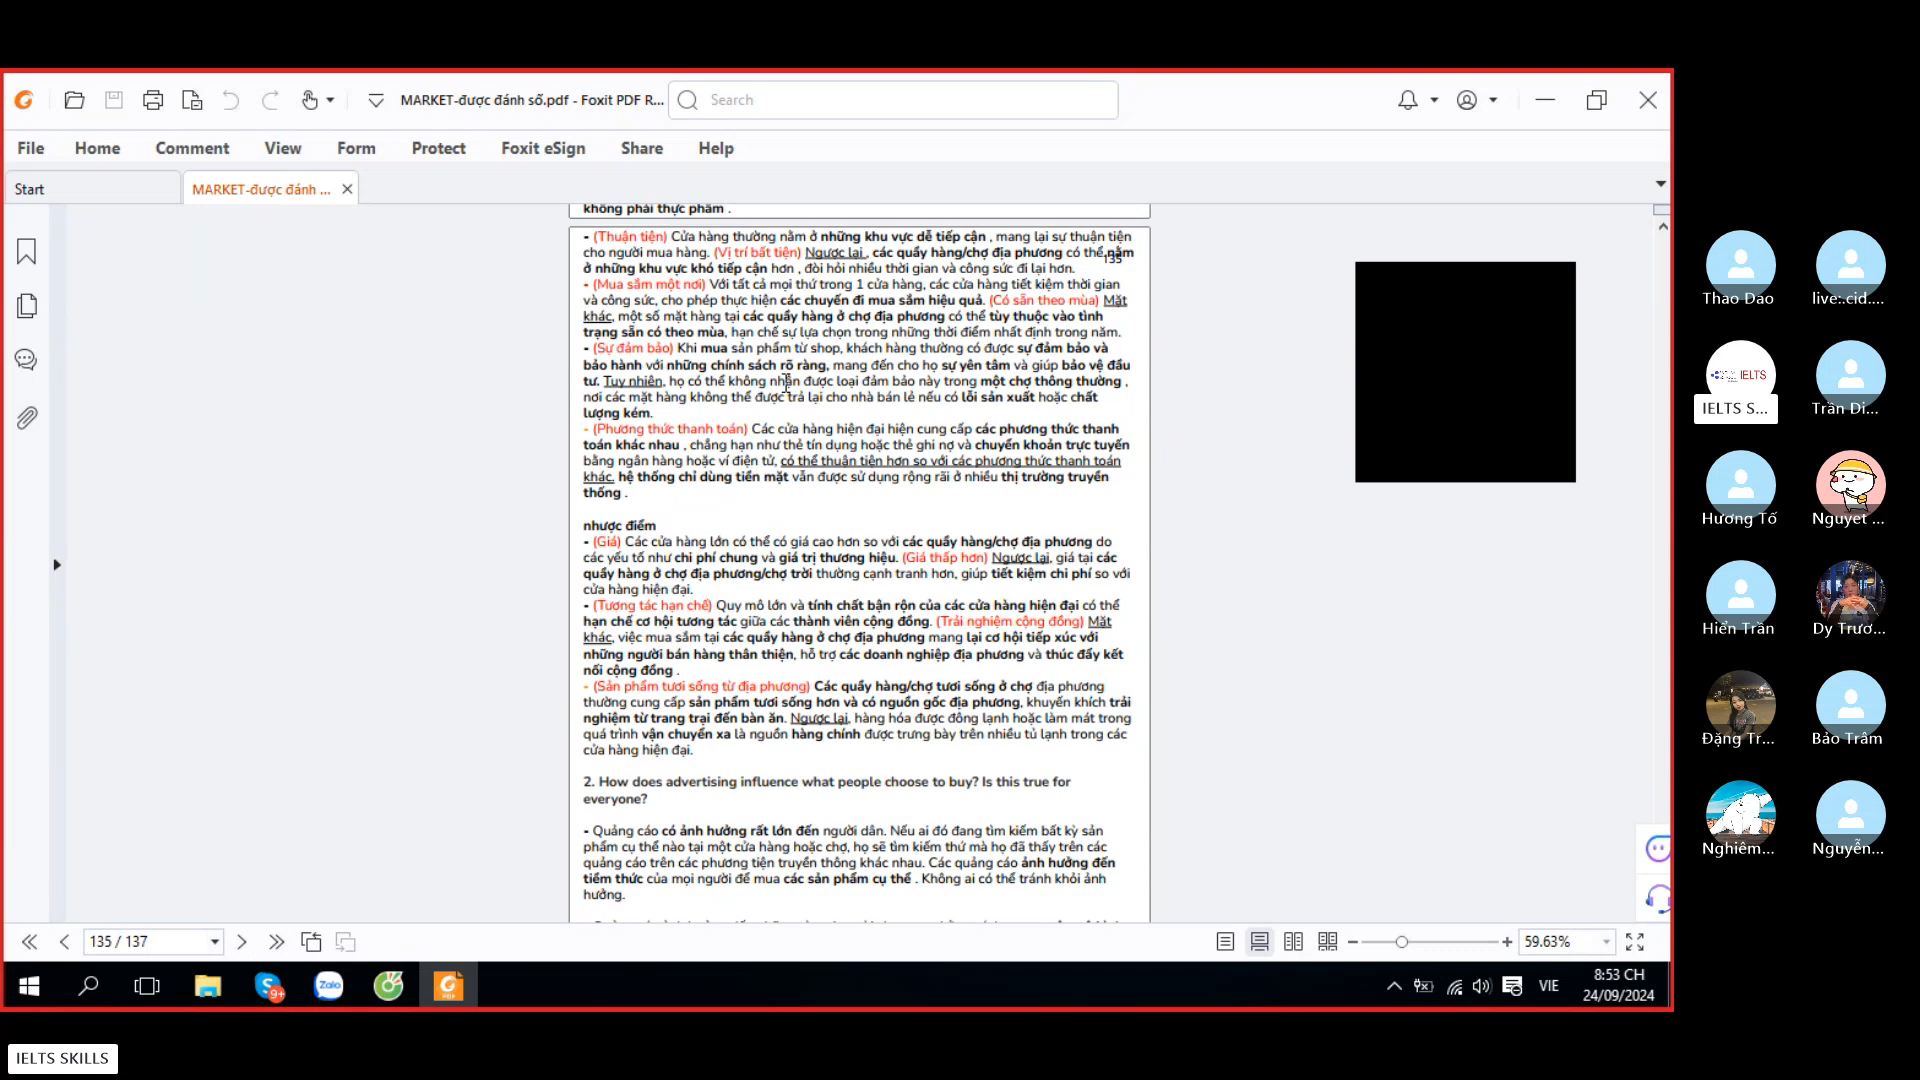 MARKET-được đánh số.pdf - Foxit PDF R...
Search
File
Home
Comment
View
Form
Protect
Foxit eSign
Share
Help
Start
MARKET-được đánh ...
không phải thực phẩm .
- (Thuận tiện) Cửa hàng thường nằm ở những khu vực dễ tiếp cận , mang lại sự thuận tiện
cho người mua hàng. (Vị trí bất tiện) Ngược lại , các quầy hàng/chợ địa phương có thể nằm
135
ở những khu vực khó tiếp cận hơn , đòi hỏi nhiều thời gian và công sức đi lại hơn.
- (Mua sắm một nơi) Với tất cả mọi thứ trong 1 cửa hàng, các cửa hàng tiết kiệm thời gian
và công sức, cho phép thực hiện các chuyến đi mua sắm hiệu quả. (Có sẵn theo mùa) Mặt
khác, một số mặt hàng tại các quầy hàng ở chợ địa phương có thể tùy thuộc vào tình
trạng sẵn có theo mùa, hạn chế sự lựa chọn trong những thời điểm nhất định trong năm.
- (Sự đảm bảo) Khi mua sản phẩm từ shop, khách hàng thường có được sự đảm bảo và
bảo hành với những chính sách rõ ràng, mang đến cho họ sự yên tâm và giúp bảo vệ đầu
tư. Tuy nhiên, họ có thể không nhận được loại đảm bảo này trong một chợ thông thường ,
nơi các mặt hàng không thể được trả lại cho nhà bán lẻ nếu có lỗi sản xuất hoặc chất
lượng kém.
- (Phương thức thanh toán) Các cửa hàng hiện đại hiện cung cấp các phương thức thanh
toán khác nhau , chẳng hạn như thẻ tín dụng hoặc thẻ ghi nợ và chuyển khoản trực tuyến
bằng ngân hàng hoặc ví điện tử, có thể thuận tiện hơn so với các phương thức thanh toán
khác. hệ thống chỉ dùng tiền mặt vẫn được sử dụng rộng rãi ở nhiều thị trường truyền
thống .
nhược điểm
- (Giá) Các cửa hàng lớn có thể có giá cao hơn so với các quầy hàng/chợ địa phương do
các yếu tố như chi phí chung và giá trị thương hiệu. (Giá thấp hơn) Ngược lại, giá tại các
quầy hàng ở chợ địa phương/chợ trời thường cạnh tranh hơn, giúp tiết kiệm chi phí so với
cửa hàng hiện đại.
- (Tương tác hạn chế) Quy mô lớn và tính chất bận rộn của các cửa hàng hiện đại có thể
hạn chế cơ hội tương tác giữa các thành viên cộng đồng. (Trải nghiệm cộng đồng) Mặt
khác, việc mua sắm tại các quầy hàng ở chợ địa phương mang lại cơ hội tiếp xúc với
những người bán hàng thân thiện, hỗ trợ các doanh nghiệp địa phương và thúc đẩy kết
nối cộng đồng .
- (Sản phẩm tươi sống từ địa phương) Các quầy hàng/chợ tươi sống ở chợ địa phương
thường cung cấp sản phẩm tươi sống hơn và có nguồn gốc địa phương, khuyến khích trải
nghiệm từ trang trại đến bàn ăn. Ngược lại, hàng hóa được đông lạnh hoặc làm mát trong
quá trình vận chuyển xa là nguồn hàng chính được trưng bày trên nhiều tủ lạnh trong các
cửa hàng hiện đại.
2. How does advertising influence what people choose to buy? Is this true for
everyone?
- Quảng cáo có ảnh hưởng rất lớn đến người dân. Nếu ai đó đang tìm kiếm bất kỳ sản
phẩm cụ thể nào tại một cửa hàng hoặc chợ, họ sẽ tìm kiếm thứ mà họ đã thấy trên các
quảng cáo trên các phương tiện truyền thông khác nhau. Các quảng cáo ảnh hưởng đến
tiềm thức của mọi người để mua các sản phẩm cụ thể . Không ai có thể tránh khỏi ảnh
hưởng.
135 / 137
59.63%
9+
Zalo
PDF
VIE
8:53 CH
24/09/2024
Thao Dao
live:.cid....
IELTS
IELTS S...
Trần Di...
Hương Tố
Nguyet ...
Hiển Trần
Dy Trươ...
Đặng Tr...
Bảo Trâm
Nghiêm...
Nguyễn...
IELTS SKILLS